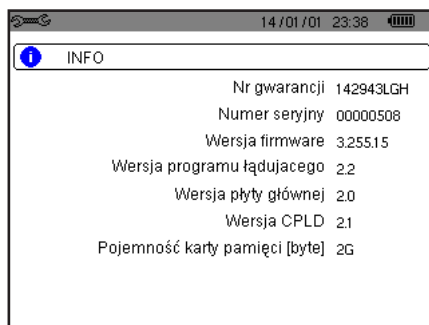 14/01/01 23:38
INFO
Nr gwarancji 142943LGH
Numer seryjny 00000508
Wersja firmware 3.255.15
Wersja programu łądujacego 2.2
Wersja płyty głównej 2.0
Wersja CPLD 2.1
Pojemność karty pamięci [byte] 2G